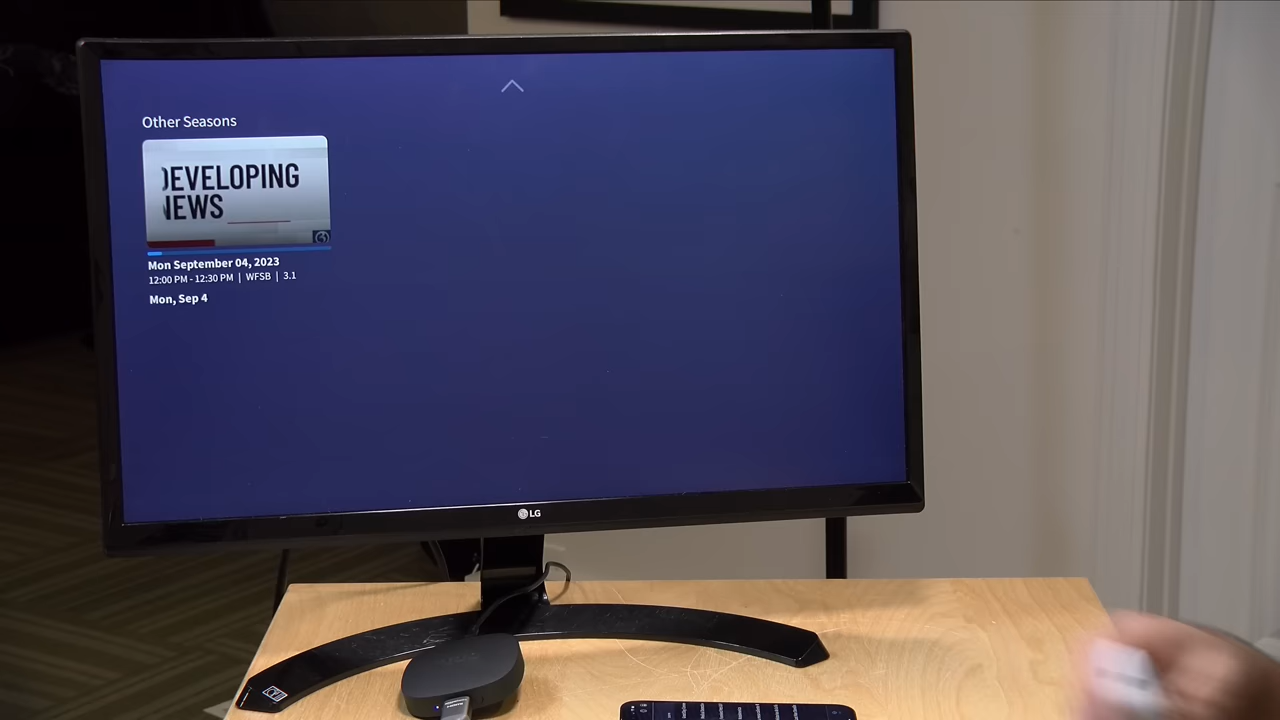 Other Seasons
DEVELOPING
NEWS
Mon September 04, 2023
12:00 PM - 12:30 PM | WFSB | 3.1
Mon, Sep 4
LG